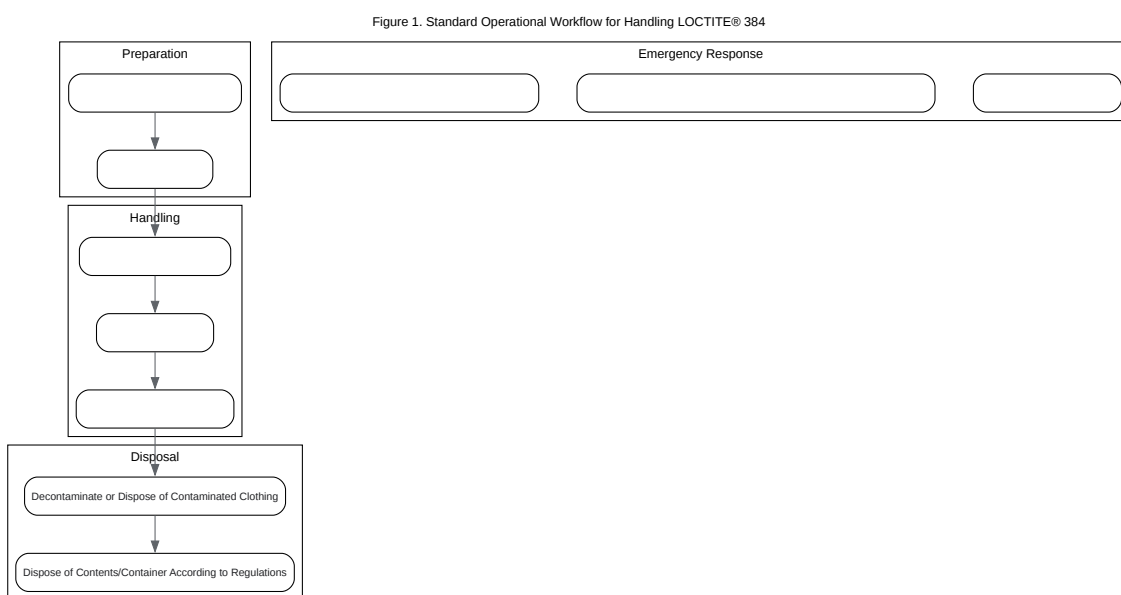 Figure 1. Standard Operational Workflow for Handling LOCTITE® 384
Preparation
Emergency Response
Handling
Disposal
Decontaminate or Dispose of Contaminated Clothing
Dispose of Contents/Container According to Regulations